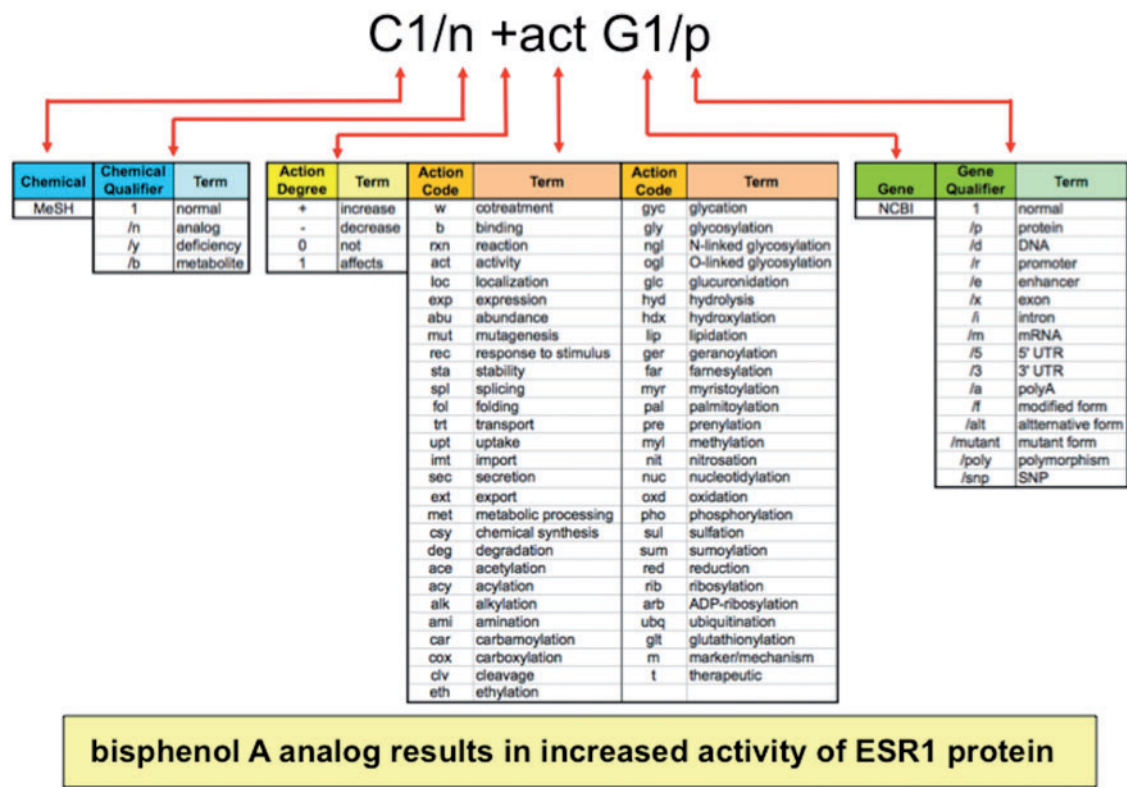 C1/n +act G1/p
Chemical Chemical Qualifier Term
MeSH 1 normal
/n analog
/y deficiency
/b metabolite
Action Degree Term Action Code Term Action Code Term
+ increase w cotreatment gyc glycation
- decrease b binding gly glycosylation
0 not rxn reaction ngl N-linked glycosylation
1 affects act activity ogl O-linked glycosylation
loc localization glc glucuronidation
exp expression hyd hydrolysis
abu abundance hdx hydroxylation
mut mutagenesis lip lipidation
rec response to stimulus ger geranoylation
sta stability far farnesylation
spl splicing myr myristoylation
fol folding pal palmitoylation
trt transport pre prenylation
upt uptake myl methylation
imt import nit nitrosation
sec secretion nuc nucleotidylation
ext export oxd oxidation
met metabolic processing pho phosphorylation
csy chemical synthesis sul sulfation
deg degradation sum sumoylation
ace acetylation red reduction
acy acylation rib ribosylation
alk alkylation arb ADP-ribosylation
ami amination ubq ubiquitination
car carbamoylation glt glutathionylation
cox carboxylation m marker/mechanism
clv cleavage t therapeutic
eth ethylation
Gene Gene Qualifier Term
NCBI 1 normal
/p protein
/d DNA
/r promoter
/e enhancer
/x exon
/i intron
/m mRNA
/5 5' UTR
/3 3' UTR
/a polyA
/f modified form
/alt altternative form
/mutant mutant form
/poly polymorphism
/snp SNP
bisphenol A analog results in increased activity of ESR1 protein